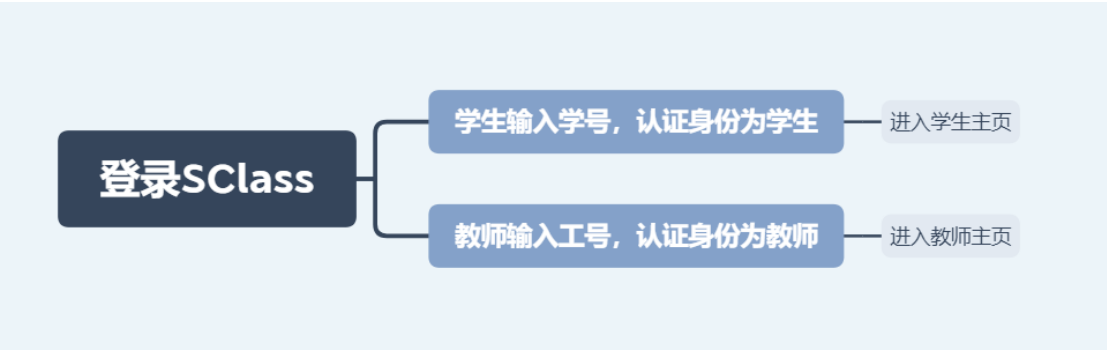 登录SClass
学生输入学号，认证身份为学生
进入学生主页
教师输入工号，认证身份为教师
进入教师主页